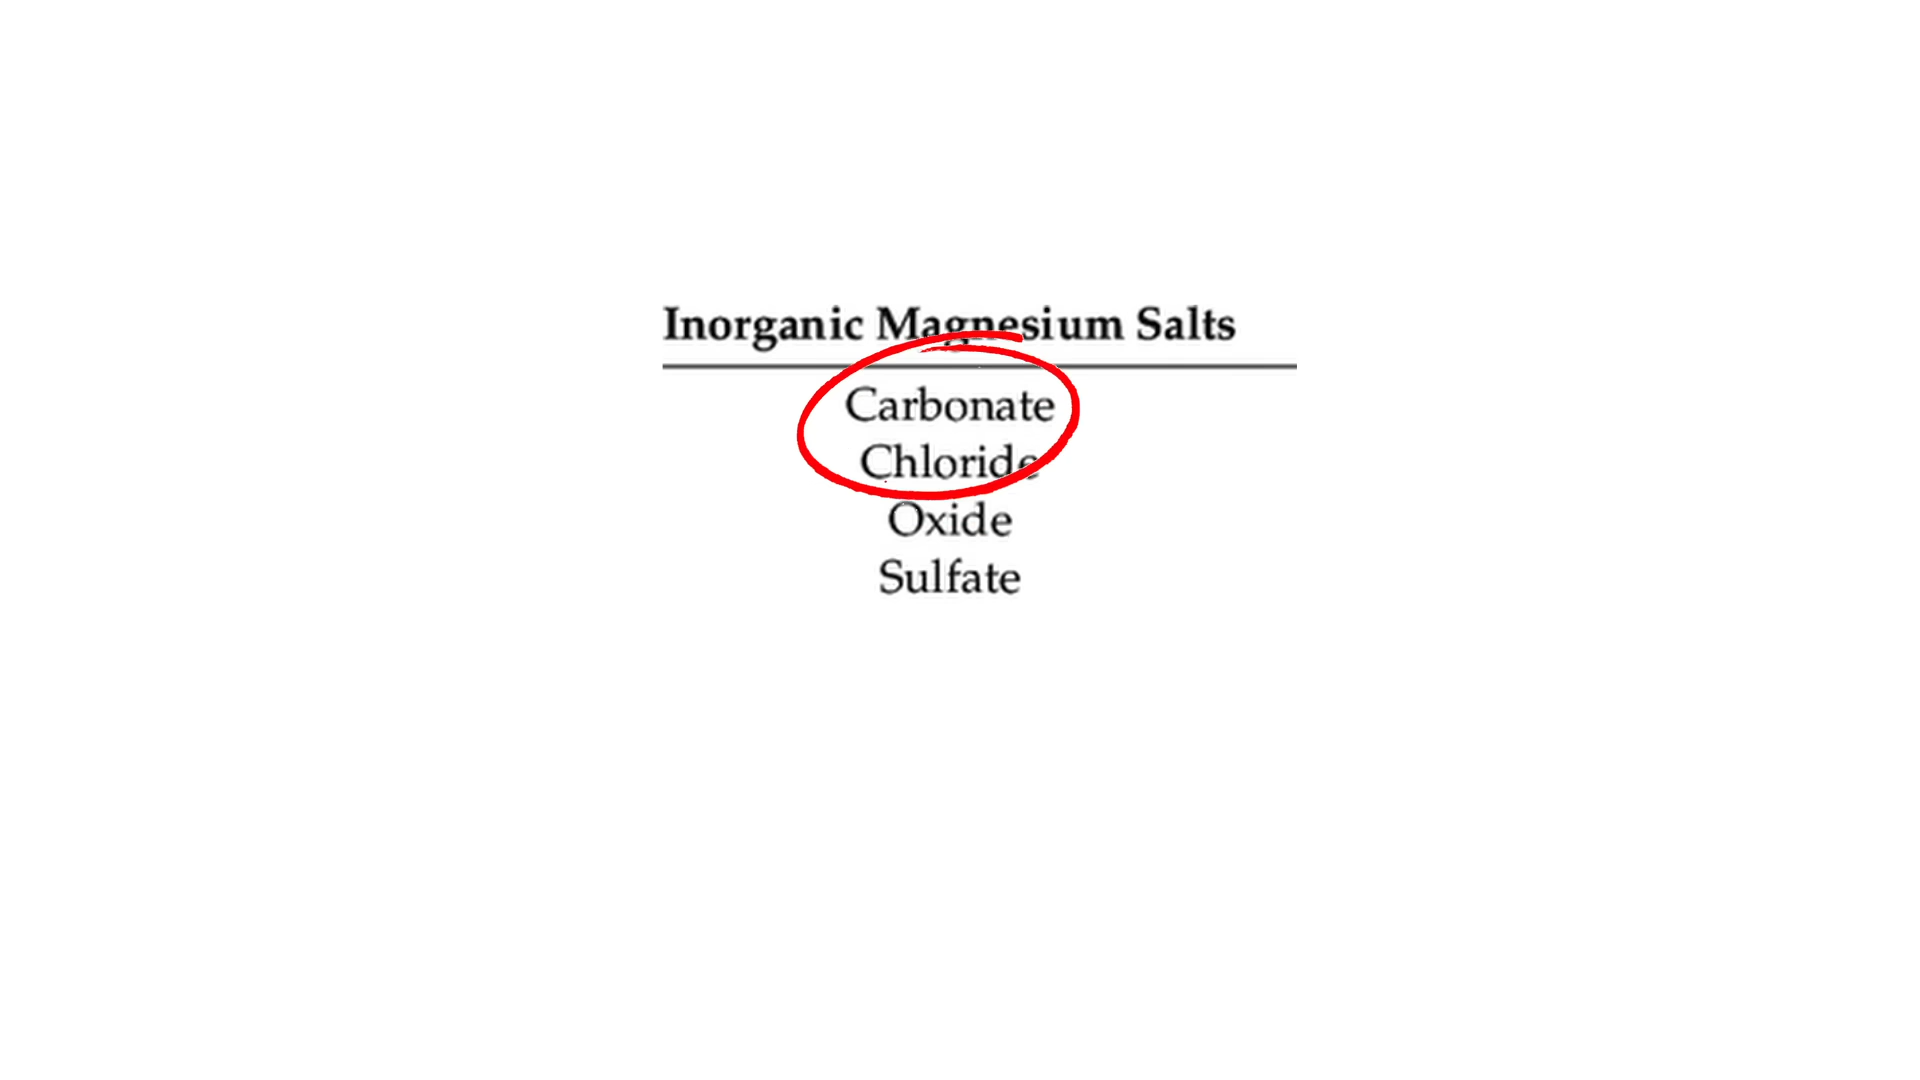 Inorganic Magnesium Salts
Carbonate
Chloride
Oxide
Sulfate